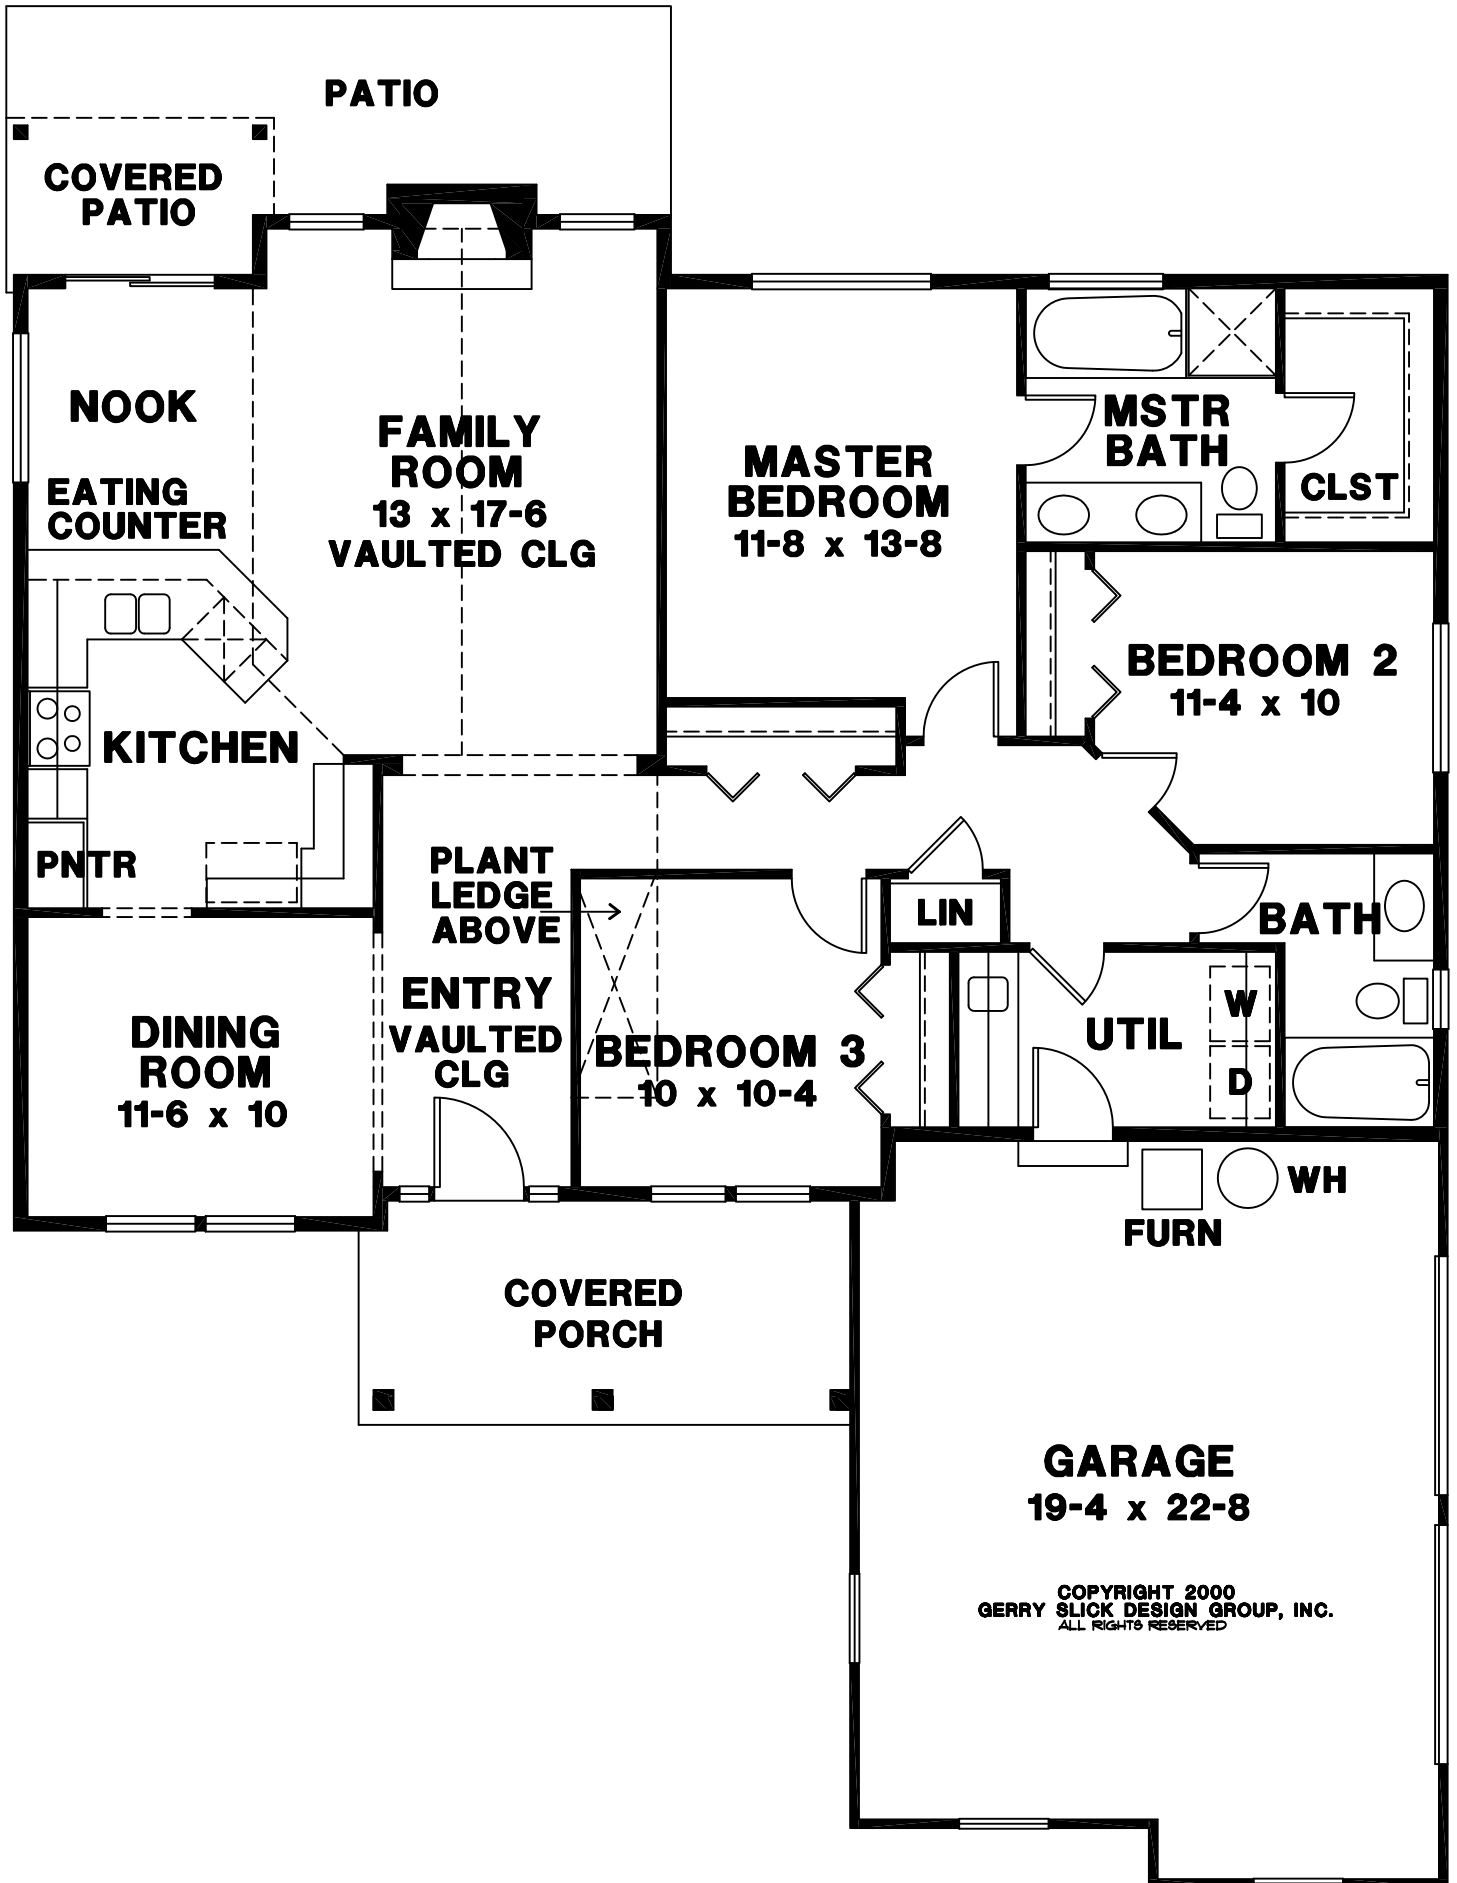 PATIO
COVERED
PATIO
NOOK
EATING
COUNTER
FAMILY
ROOM
13 x 17-6
VAULTED CLG
MASTER
BEDROOM
11-8 x 13-8
MSTR
BATH
CLST
BEDROOM 2
11-4 x 10
KITCHEN
PNTR
PLANT
LEDGE
ABOVE
LIN
BATH
ENTRY
VAULTED
CLG
DINING
ROOM
11-6 x 10
BEDROOM 3
10 x 10-4
UTIL
W
D
WH
FURN
COVERED
PORCH
GARAGE
19-4 x 22-8
COPYRIGHT 2000
GERRY SLICK DESIGN GROUP, INC.
ALL RIGHTS RESERVED